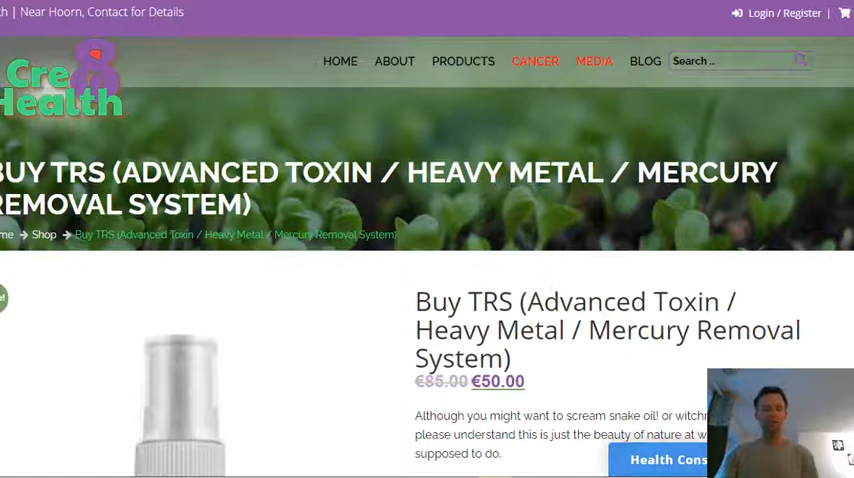 th | Near Hoorn, Contact for Details
Login / Register |
Cre8
Health
HOME ABOUT PRODUCTS CANCER MEDIA BLOG Search ...
BUY TRS (ADVANCED TOXIN / HEAVY METAL / MERCURY
REMOVAL SYSTEM)
me Shop Buy TRS (Advanced Toxin / Heavy Metal / Mercury Removal System)
e!
Buy TRS (Advanced Toxin /
Heavy Metal / Mercury Removal
System)
€85.00 €50.00
Although you might want to scream snake oil! or witch
please understand this is just the beauty of nature at w
supposed to do.
Health Cons